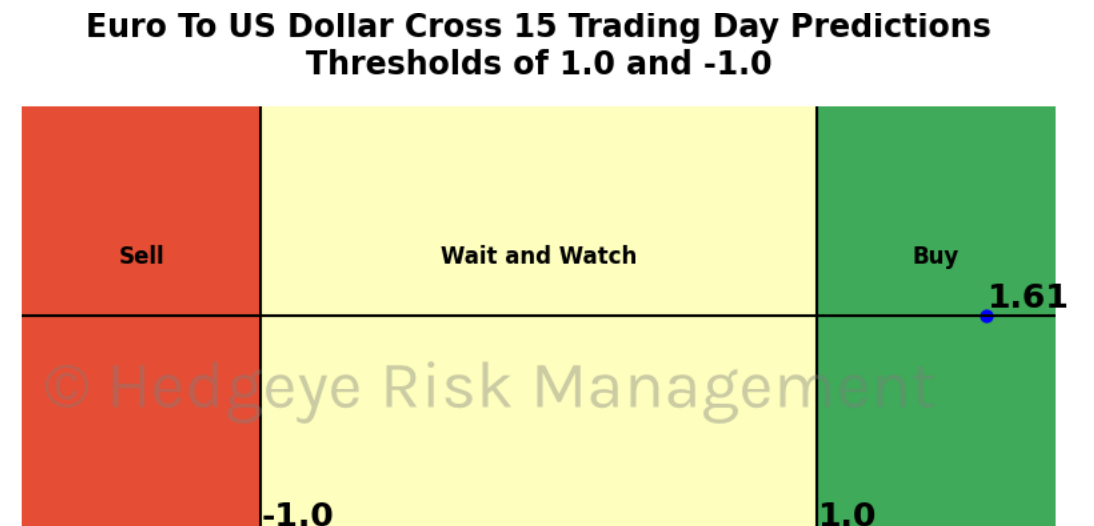 Euro To US Dollar Cross 15 Trading Day Predictions
Thresholds of 1.0 and -1.0
Sell
Wait and Watch
Buy
1.61
© Hedgeye Risk Management
-1.0
1.0